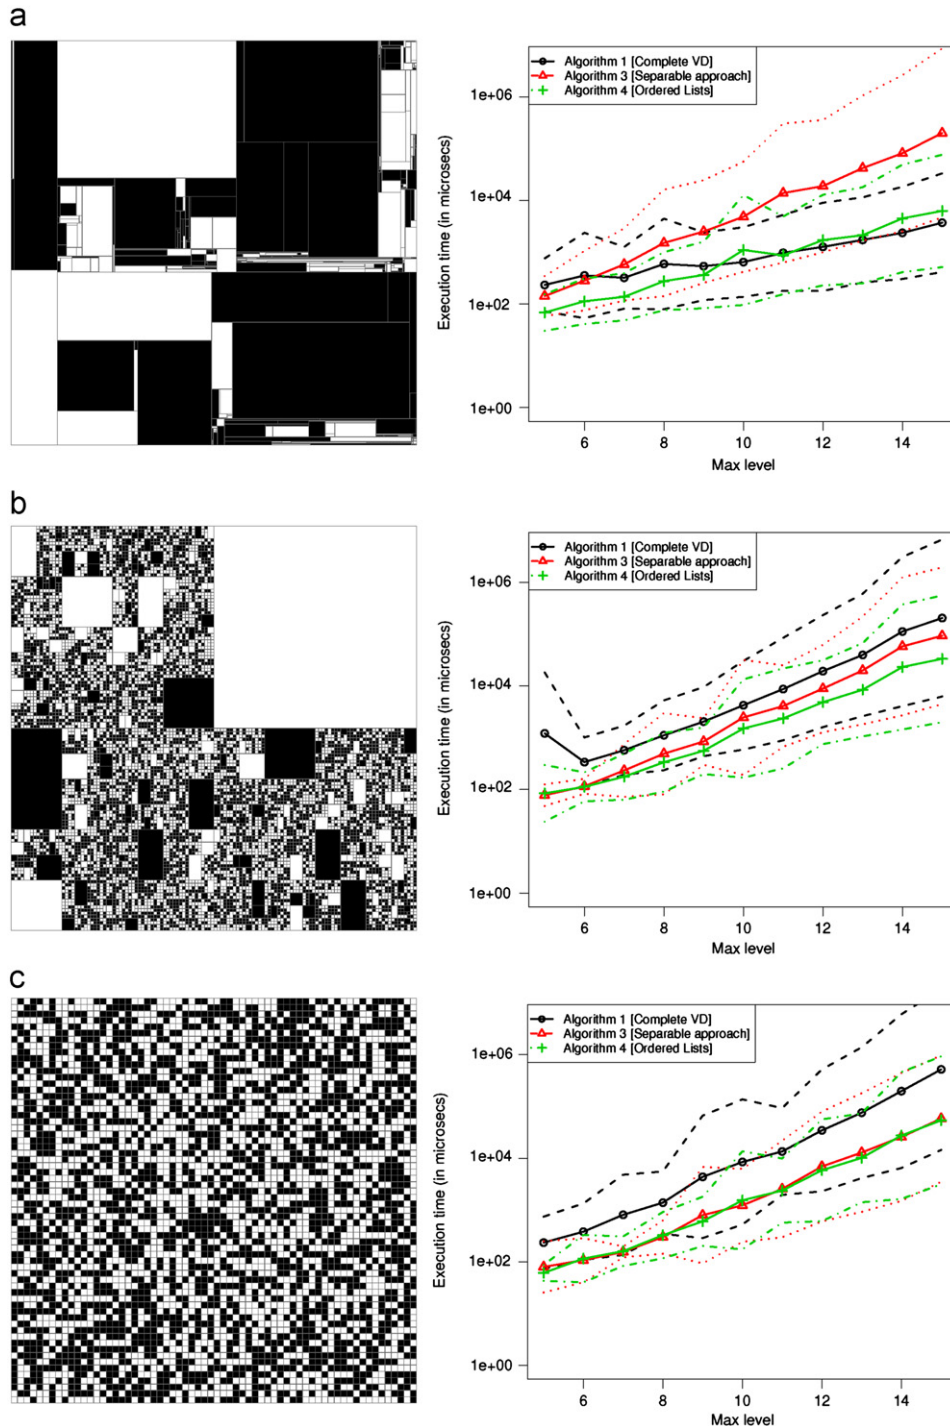 a
Algorithm 1 [Complete VD]
Algorithm 3 [Separable approach]
Algorithm 4 [Ordered Lists]
Execution time (in microsecs)
1e+06
1e+04
1e+02
1e+00
6 8 10 12 14
Max level
b
Algorithm 1 [Complete VD]
Algorithm 3 [Separable approach]
Algorithm 4 [Ordered Lists]
Execution time (in microsecs)
1e+06
1e+04
1e+02
1e+00
6 8 10 12 14
Max level
c
Algorithm 1 [Complete VD]
Algorithm 3 [Separable approach]
Algorithm 4 [Ordered Lists]
Execution time (in microsecs)
1e+06
1e+04
1e+02
1e+00
6 8 10 12 14
Max level